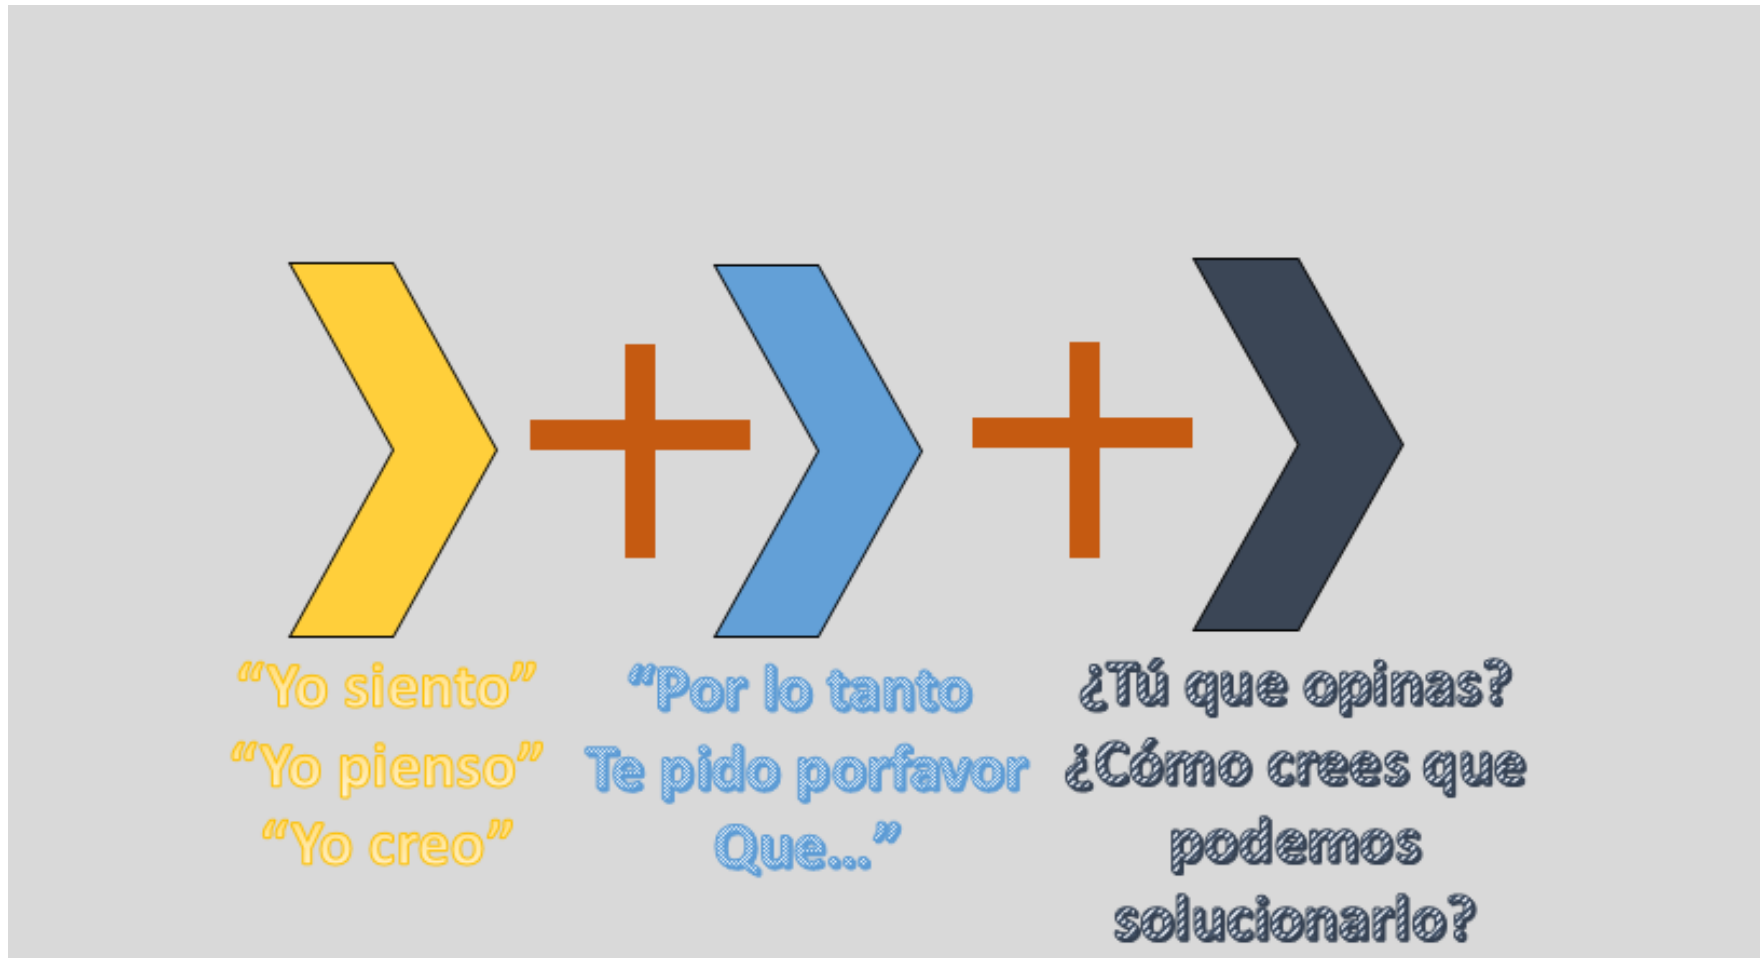 “Yo siento”
“Yo pienso”
“Yo creo”
“Por lo tanto
Te pido porfavor
Que...”
¿Tú que opinas?
¿Cómo crees que
podemos
solucionarlo?